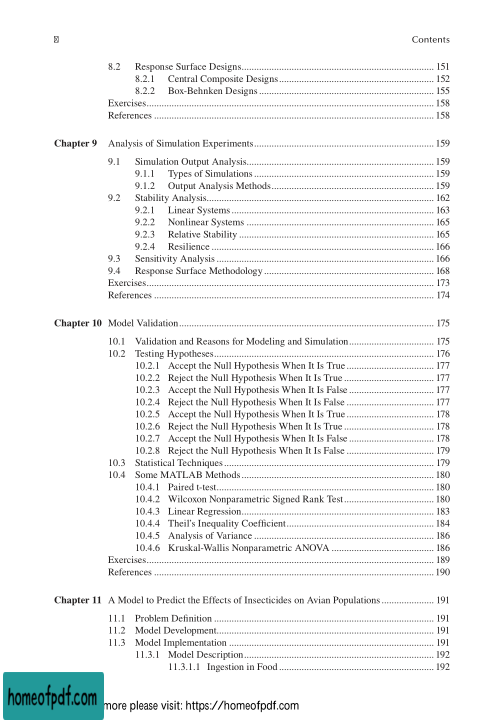 Contents
8.2 Response Surface Designs 151
8.2.1 Central Composite Designs 152
8.2.2 Box-Behnken Designs 155
Exercises 158
References 158
Chapter 9 Analysis of Simulation Experiments 159
9.1 Simulation Output Analysis 159
9.1.1 Types of Simulations 159
9.1.2 Output Analysis Methods 159
9.2 Stability Analysis 162
9.2.1 Linear Systems 163
9.2.2 Nonlinear Systems 165
9.2.3 Relative Stability 165
9.2.4 Resilience 166
9.3 Sensitivity Analysis 166
9.4 Response Surface Methodology 168
Exercises 173
References 174
Chapter 10 Model Validation 175
10.1 Validation and Reasons for Modeling and Simulation 175
10.2 Testing Hypotheses 176
10.2.1 Accept the Null Hypothesis When It Is True 177
10.2.2 Reject the Null Hypothesis When It Is True 177
10.2.3 Accept the Null Hypothesis When It Is False 177
10.2.4 Reject the Null Hypothesis When It Is False 177
10.2.5 Accept the Null Hypothesis When It Is True 178
10.2.6 Reject the Null Hypothesis When It Is True 178
10.2.7 Accept the Null Hypothesis When It Is False 178
10.2.8 Reject the Null Hypothesis When It Is False 179
10.3 Statistical Techniques 179
10.4 Some MATLAB Methods 180
10.4.1 Paired t-test 180
10.4.2 Wilcoxon Nonparametric Signed Rank Test 180
10.4.3 Linear Regression 183
10.4.4 Theil's Inequality Coefficient 184
10.4.5 Analysis of Variance 186
10.4.6 Kruskal-Wallis Nonparametric ANOVA 186
Exercises 189
References 190
Chapter 11 A Model to Predict the Effects of Insecticides on Avian Populations 191
11.1 Problem Definition 191
11.2 Model Development 191
11.3 Model Implementation 191
11.3.1 Model Description 192
11.3.1.1 Ingestion in Food 192
homeofpdf.com
more please visit: https://homeofpdf.com